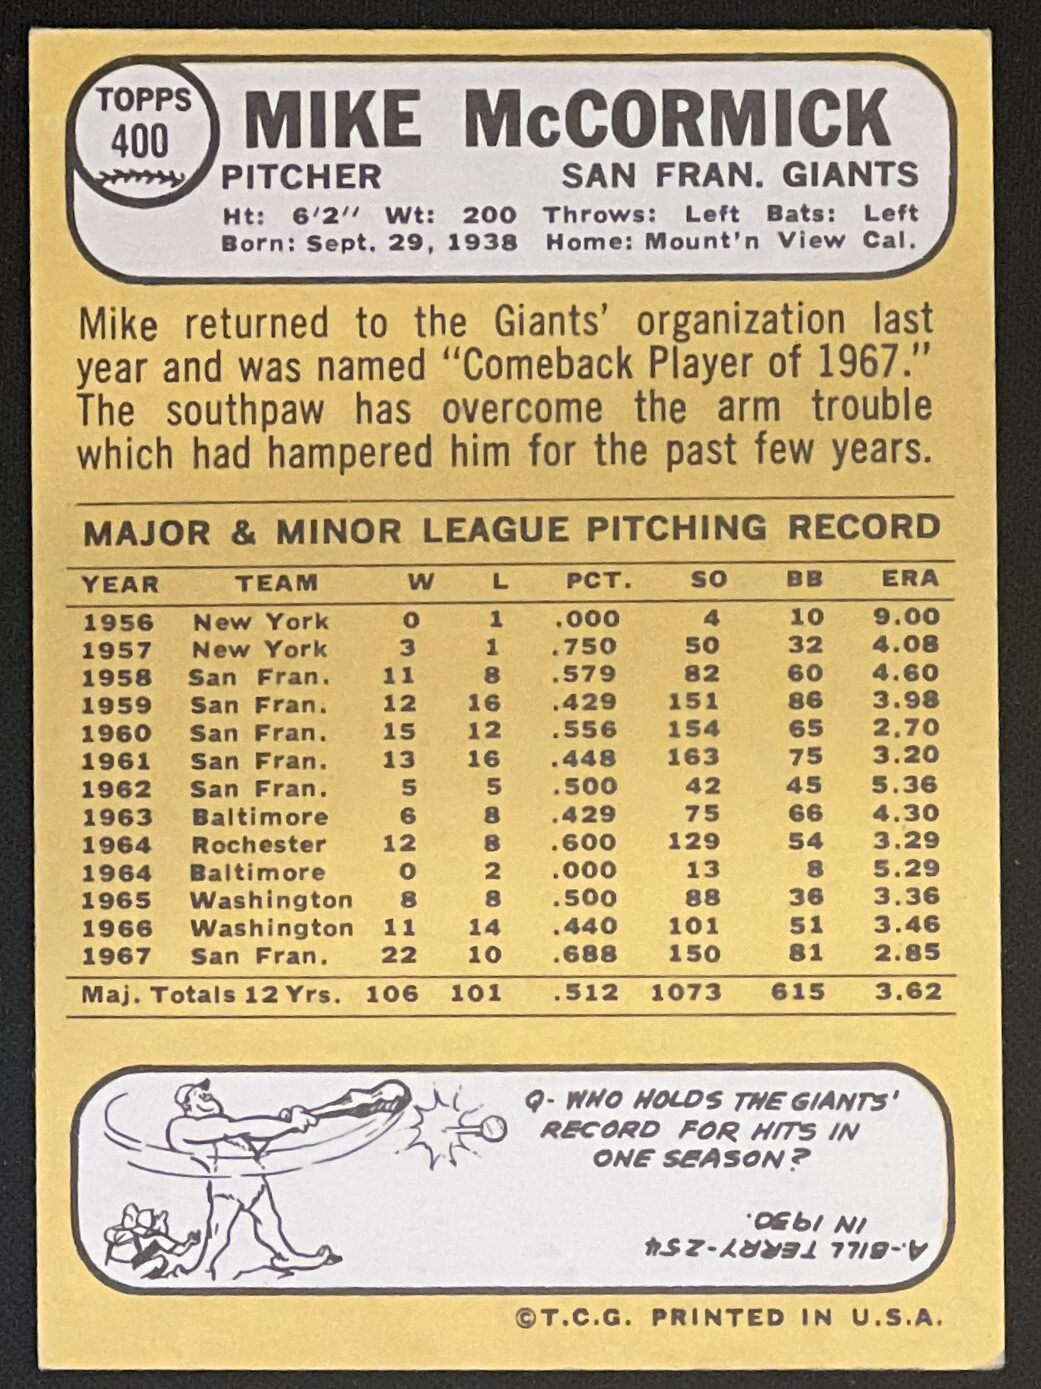 TOPPS
400
MIKE McCORMICK
PITCHER SAN FRAN. GIANTS
Ht: 6'2" Wt: 200 Throws: Left Bats: Left
Born: Sept. 29, 1938 Home: Mount'n View Cal.
Mike returned to the Giants' organization last
year and was named "Comeback Player of 1967."
The southpaw has overcome the arm trouble
which had hampered him for the past few years.
MAJOR & MINOR LEAGUE PITCHING RECORD
YEAR TEAM W L PCT. SO BB ERA
1956 New York 0 1 .000 4 10 9.00
1957 New York 3 1 .750 50 32 4.08
1958 San Fran. 11 8 .579 82 60 4.60
1959 San Fran. 12 16 .429 151 86 3.98
1960 San Fran. 15 12 .556 154 65 2.70
1961 San Fran. 13 16 .448 163 75 3.20
1962 San Fran. 5 5 .500 42 45 5.36
1963 Baltimore 6 8 .429 75 66 4.30
1964 Rochester 12 8 .600 129 54 3.29
1964 Baltimore 0 2 .000 13 8 5.29
1965 Washington 8 8 .500 88 36 3.36
1966 Washington 11 14 .440 101 51 3.46
1967 San Fran. 22 10 .688 150 81 2.85
Maj. Totals 12 Yrs. 106 101 .512 1073 615 3.62
Q- WHO HOLDS THE GIANTS'
RECORD FOR HITS IN
ONE SEASON?
A-BILL TERRY-254
IN 1930.
©T.C.G. PRINTED IN U.S.A.